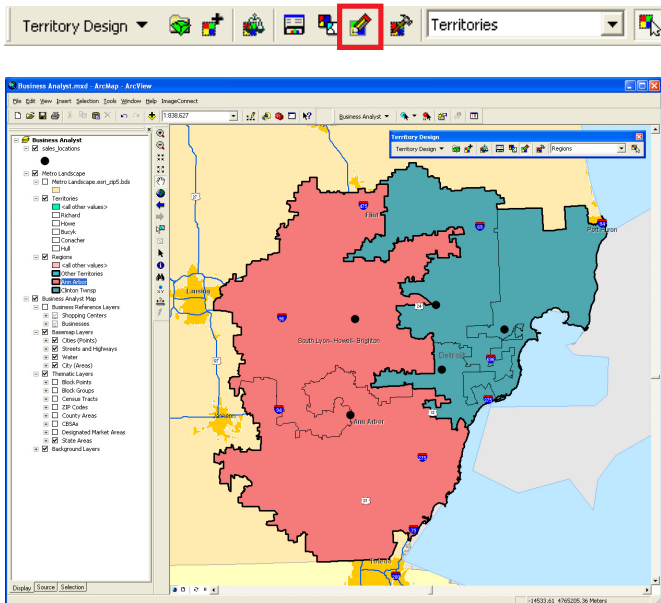 Territory Design
Territories
Business Analyst.mxd - ArcMap - ArcView
File Edit View Insert Selection Tools Window Help ImageConnect
1:838,627
Business Analyst
Business Analyst
sales_locations
Metro Landscape
Metro Landscape.esri_zip5.bds
Territories
<all other values>
Richard
Howe
Bucyk
Conacher
Hull
Regions
<all other values>
Other Territories
Ann Arbor
Clinton Twnsp
Business Analyst Map
Business Reference Layers
Shopping Centers
Businesses
Basemap Layers
Cities (Points)
Streets and Highways
Water
City (Areas)
Thematic Layers
Block Points
Block Groups
Census Tracts
ZIP Codes
County Areas
CBSAs
Designated Market Areas
State Areas
Background Layers
Display Source Selection
Territory Design
Territory Design
Regions
Flint
Port Huron
Lansing
South Lyon- Howell- Brighton
Detroit
Ann Arbor
Toledo
-14533.61 4765205.36 Meters